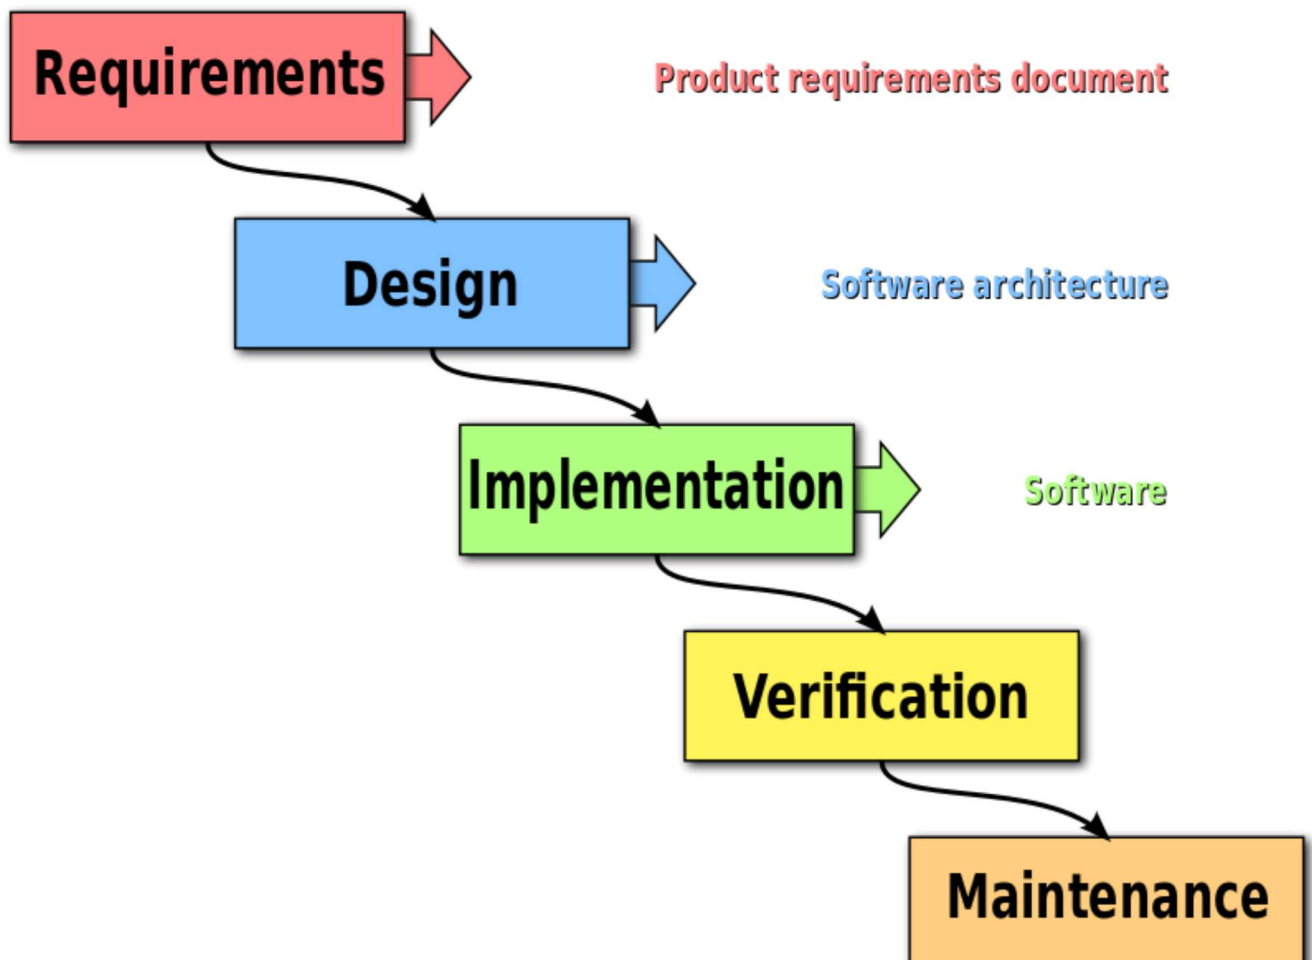 Requirements
Product requirements document
Design
Software architecture
Implementation
Software
Verification
Maintenance